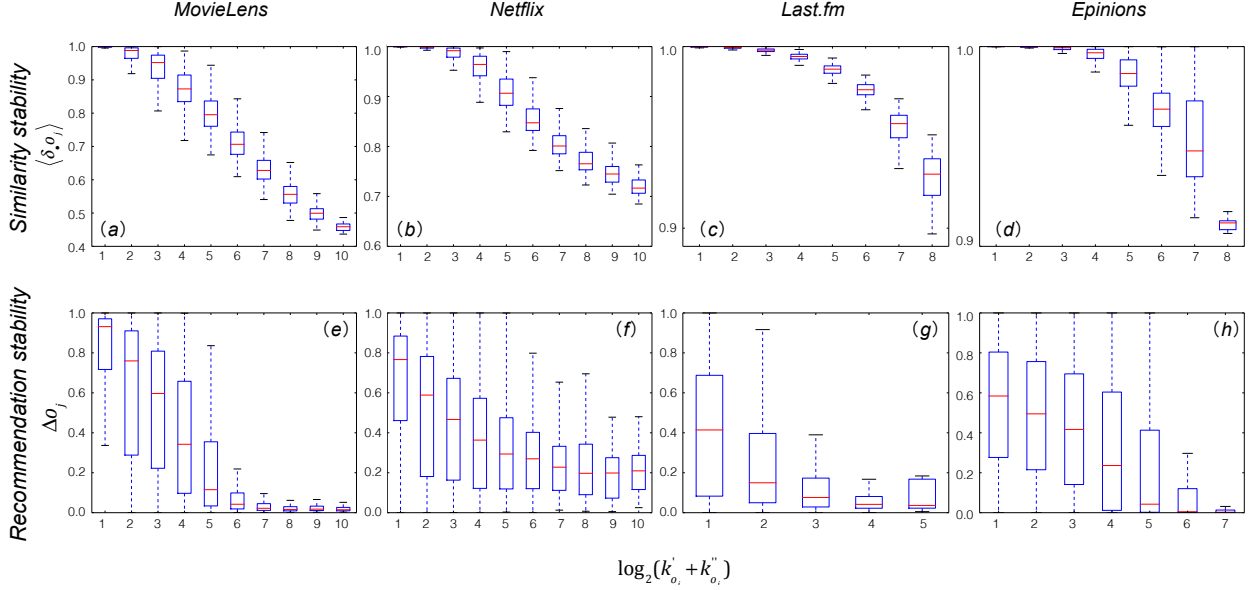 MovieLens Netflix Last.fm Epinions
Similarity stability
⟨δ•oⱼ⟩
1.0 0.9 0.8 0.7 0.6 0.5 0.4
(a)
1 2 3 4 5 6 7 8 9 10
1.0 0.9 0.8 0.7 0.6
(b)
1 2 3 4 5 6 7 8 9 10
1.0 0.9
(c)
1 2 3 4 5 6 7 8
1.0 0.9
(d)
1 2 3 4 5 6 7 8
Recommendation stability
Δoⱼ
1.0 0.8 0.6 0.4 0.2 0.0
(e)
1 2 3 4 5 6 7 8 9 10
1.0 0.8 0.6 0.4 0.2 0.0
(f)
1 2 3 4 5 6 7 8 9 10
1.0 0.8 0.6 0.4 0.2 0.0
(g)
1 2 3 4 5
1.0 0.8 0.6 0.4 0.2 0.0
(h)
1 2 3 4 5 6 7
log₂(k'oᵢ + k''oᵢ)